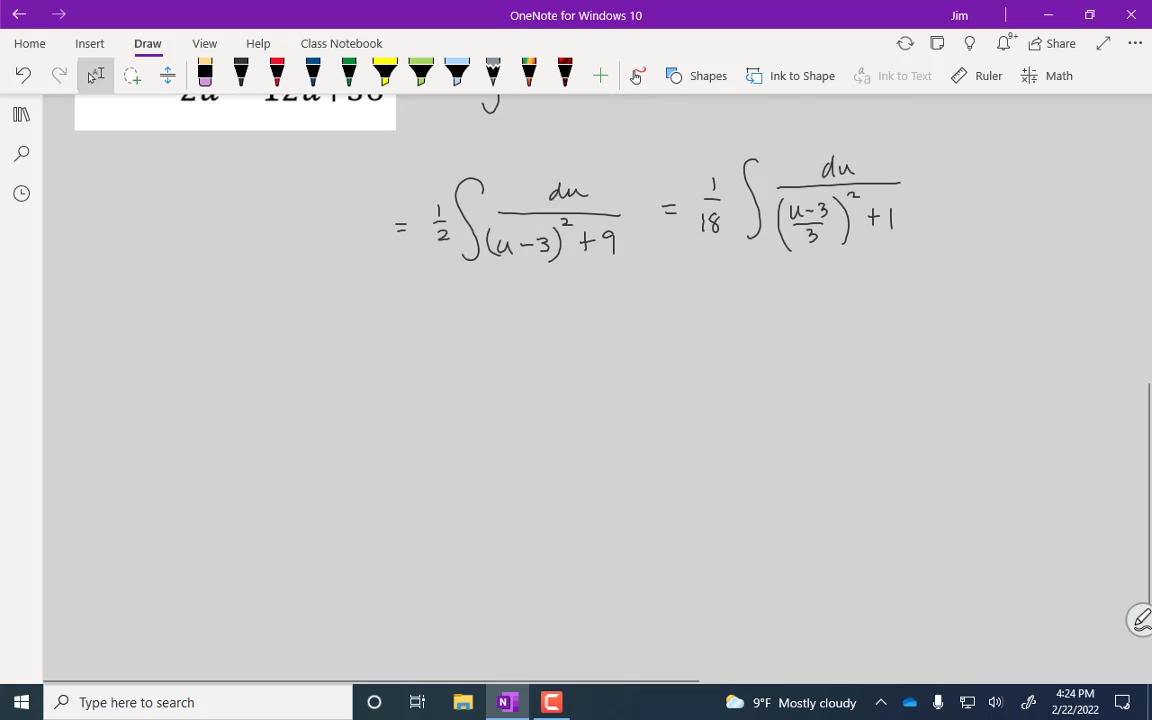 OneNote for Windows 10
Jim
Home Insert Draw View Help Class Notebook
9+ Share
Shapes Ink to Shape Ink to Text Ruler Math
= 1/2 ∫ du/((u-3)² + 9) = 1/18 ∫ du/(((u-3)/3)² + 1)
Type here to search
N
C
9°F Mostly cloudy
4:24 PM
2/22/2022